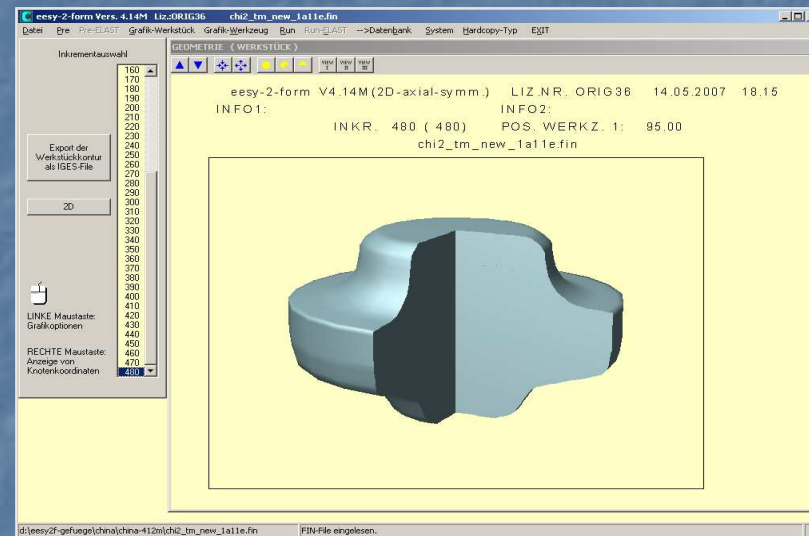 eesy-2-form Vers. 4.14M Liz.:ORIG36 chi2_tm_new_1a11e.fin
Datei Pre Pre-ELAST Grafik-Werkstück Grafik-Werkzeug Run Run-ELAST -->Datenbank System Hardcopy-Typ EXIT
Inkrementauswahl
160
170
180
190
200
210
220
230
240
250
260
270
280
290
300
310
320
330
340
350
360
370
380
390
400
410
420
430
440
450
460
470
480
Export der
Werkstückkontur
als IGES-File
2D
LINKE Maustaste:
Grafikoptionen
RECHTE Maustaste:
Anzeige von
Knotenkoordinaten
GEOMETRIE ( WERKSTÜCK )
VIEW I VIEW II VIEW III
eesy-2-form V4.14M(2D-axial-symm.) LIZ.NR. ORIG36 14.05.2007 18.15
INFO1: INFO2:
INKR. 480 ( 480) POS. WERKZ. 1: 95.00
chi2_tm_new_1a11e.fin
d:\eesy2f-gefuege\china\china-412m\chi2_tm_new_1a11e.fin FIN-File eingelesen.